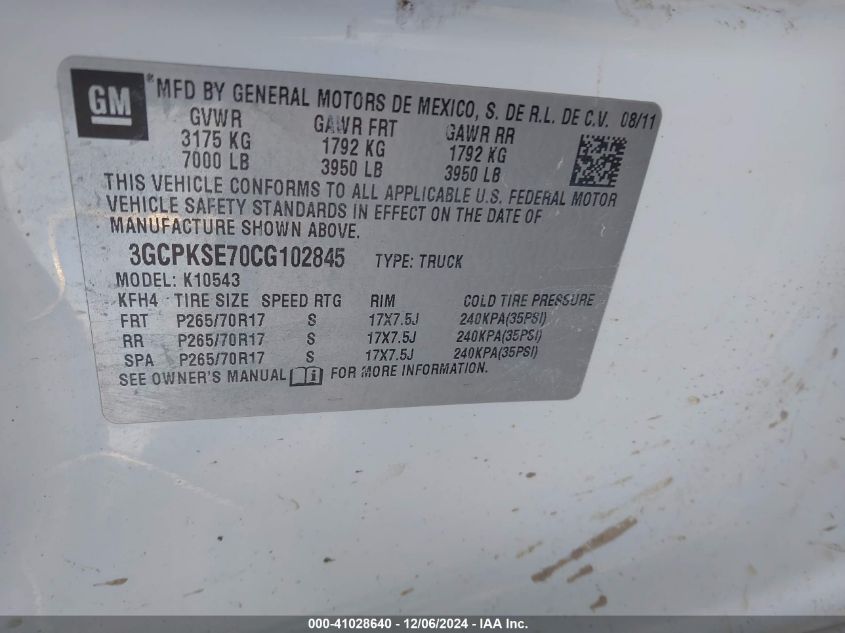 GM ® MFD BY GENERAL MOTORS DE MEXICO, S. DE R.L. DE C.V. 08/11
GVWR GAWR FRT GAWR RR
3175 KG 1792 KG 1792 KG
7000 LB 3950 LB 3950 LB
THIS VEHICLE CONFORMS TO ALL APPLICABLE U.S. FEDERAL MOTOR
VEHICLE SAFETY STANDARDS IN EFFECT ON THE DATE OF
MANUFACTURE SHOWN ABOVE.
3GCPKSE70CG102845 TYPE: TRUCK
MODEL: K10543
KFH4 TIRE SIZE SPEED RTG RIM COLD TIRE PRESSURE
FRT P265/70R17 S 17X7.5J 240KPA(35PSI)
RR P265/70R17 S 17X7.5J 240KPA(35PSI)
SPA P265/70R17 S 17X7.5J 240KPA(35PSI)
SEE OWNER'S MANUAL i FOR MORE INFORMATION.
000-41028640 - 12/06/2024 - IAA Inc.